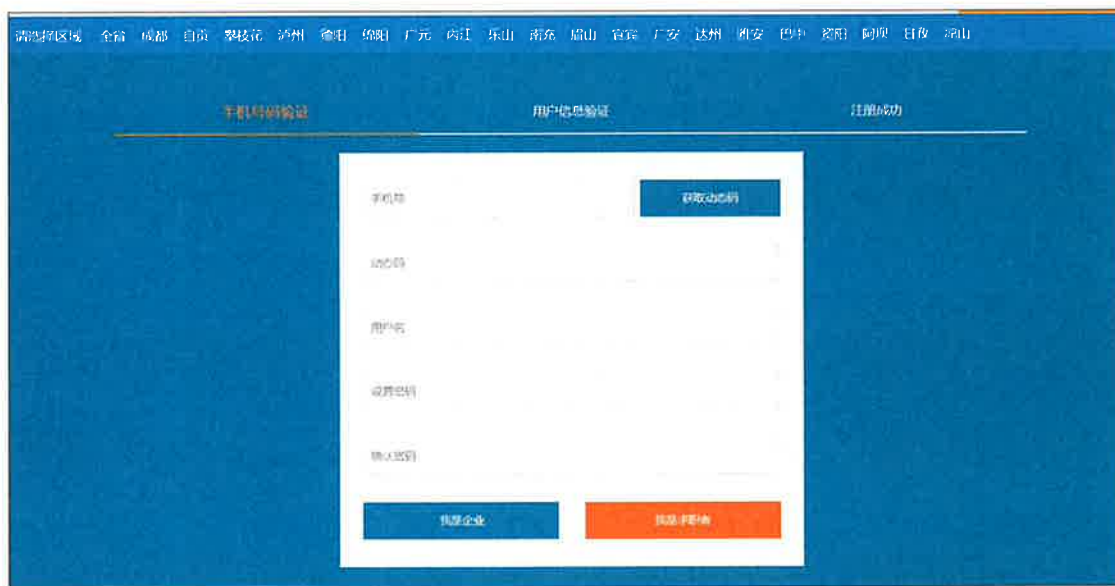 请选择区域 全省 成都 自贡 攀枝花 泸州 德阳 绵阳 广元 内江 乐山 南充 眉山 宜宾 广安 达州 雅安 巴中 资阳 阿坝 甘孜 凉山
手机号码验证 用户信息验证 注册成功
手机号 获取动态码
动态码
用户名
设置密码
确认密码
我是企业 我是求职者